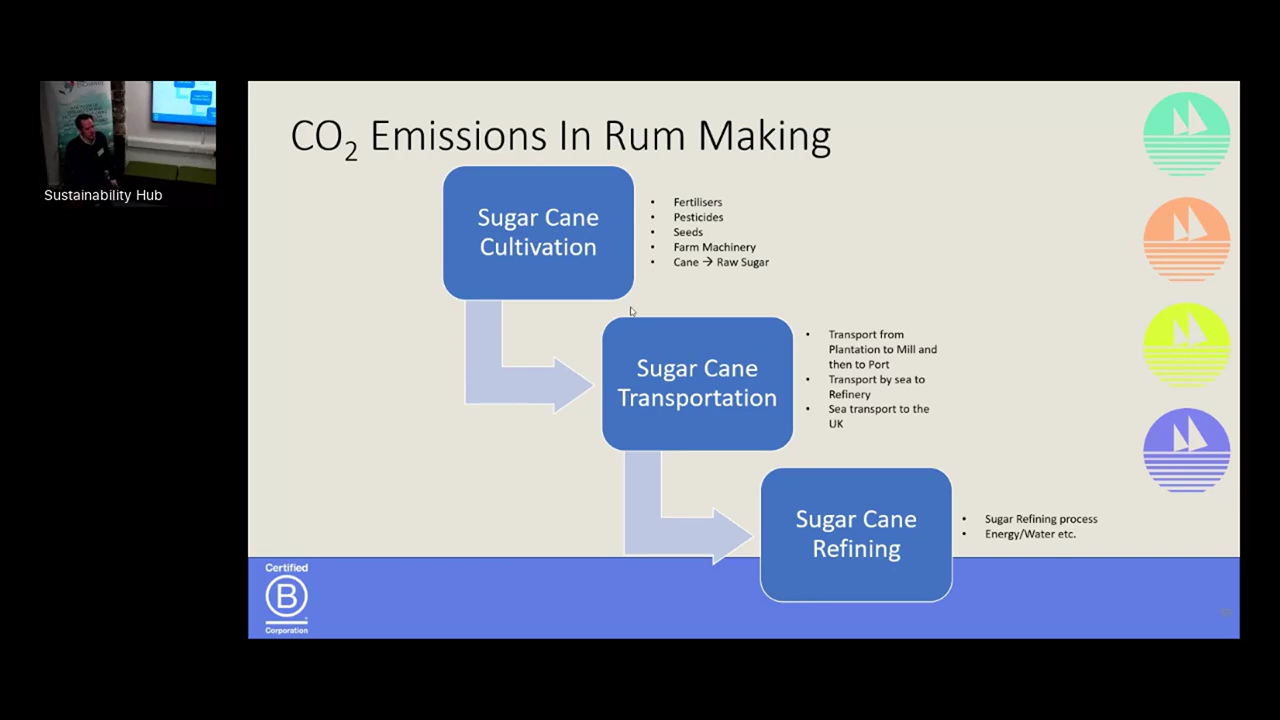 CO2 Emissions In Rum Making
Sugar Cane
Cultivation
• Fertilisers
• Pesticides
• Seeds
• Farm Machinery
• Cane → Raw Sugar
Sustainability Hub
Sugar Cane
Transportation
• Transport from
Plantation to Mill and
then to Port
• Transport by sea to
Refinery
• Sea transport to the
UK
Sugar Cane
Refining
• Sugar Refining process
• Energy/Water etc.
Certified
B
Corporation